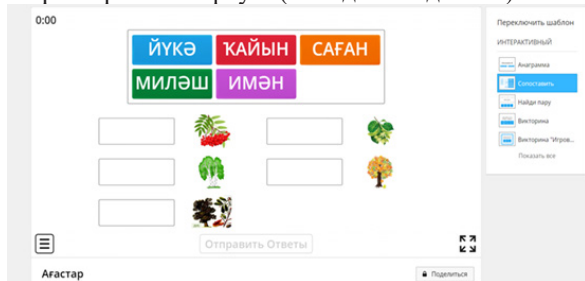 0:00
Переключить шаблон
ИНТЕРАКТИВНЫЙ
ЙҮКӘ ҠАЙЫН САҒАН
Анаграмма
МИЛӘШ ИМӘН
Сопоставить
Найди пару
Викторина
Викторина "Игров...
Показать все
Отправить Ответы
Ағастар
Поделиться